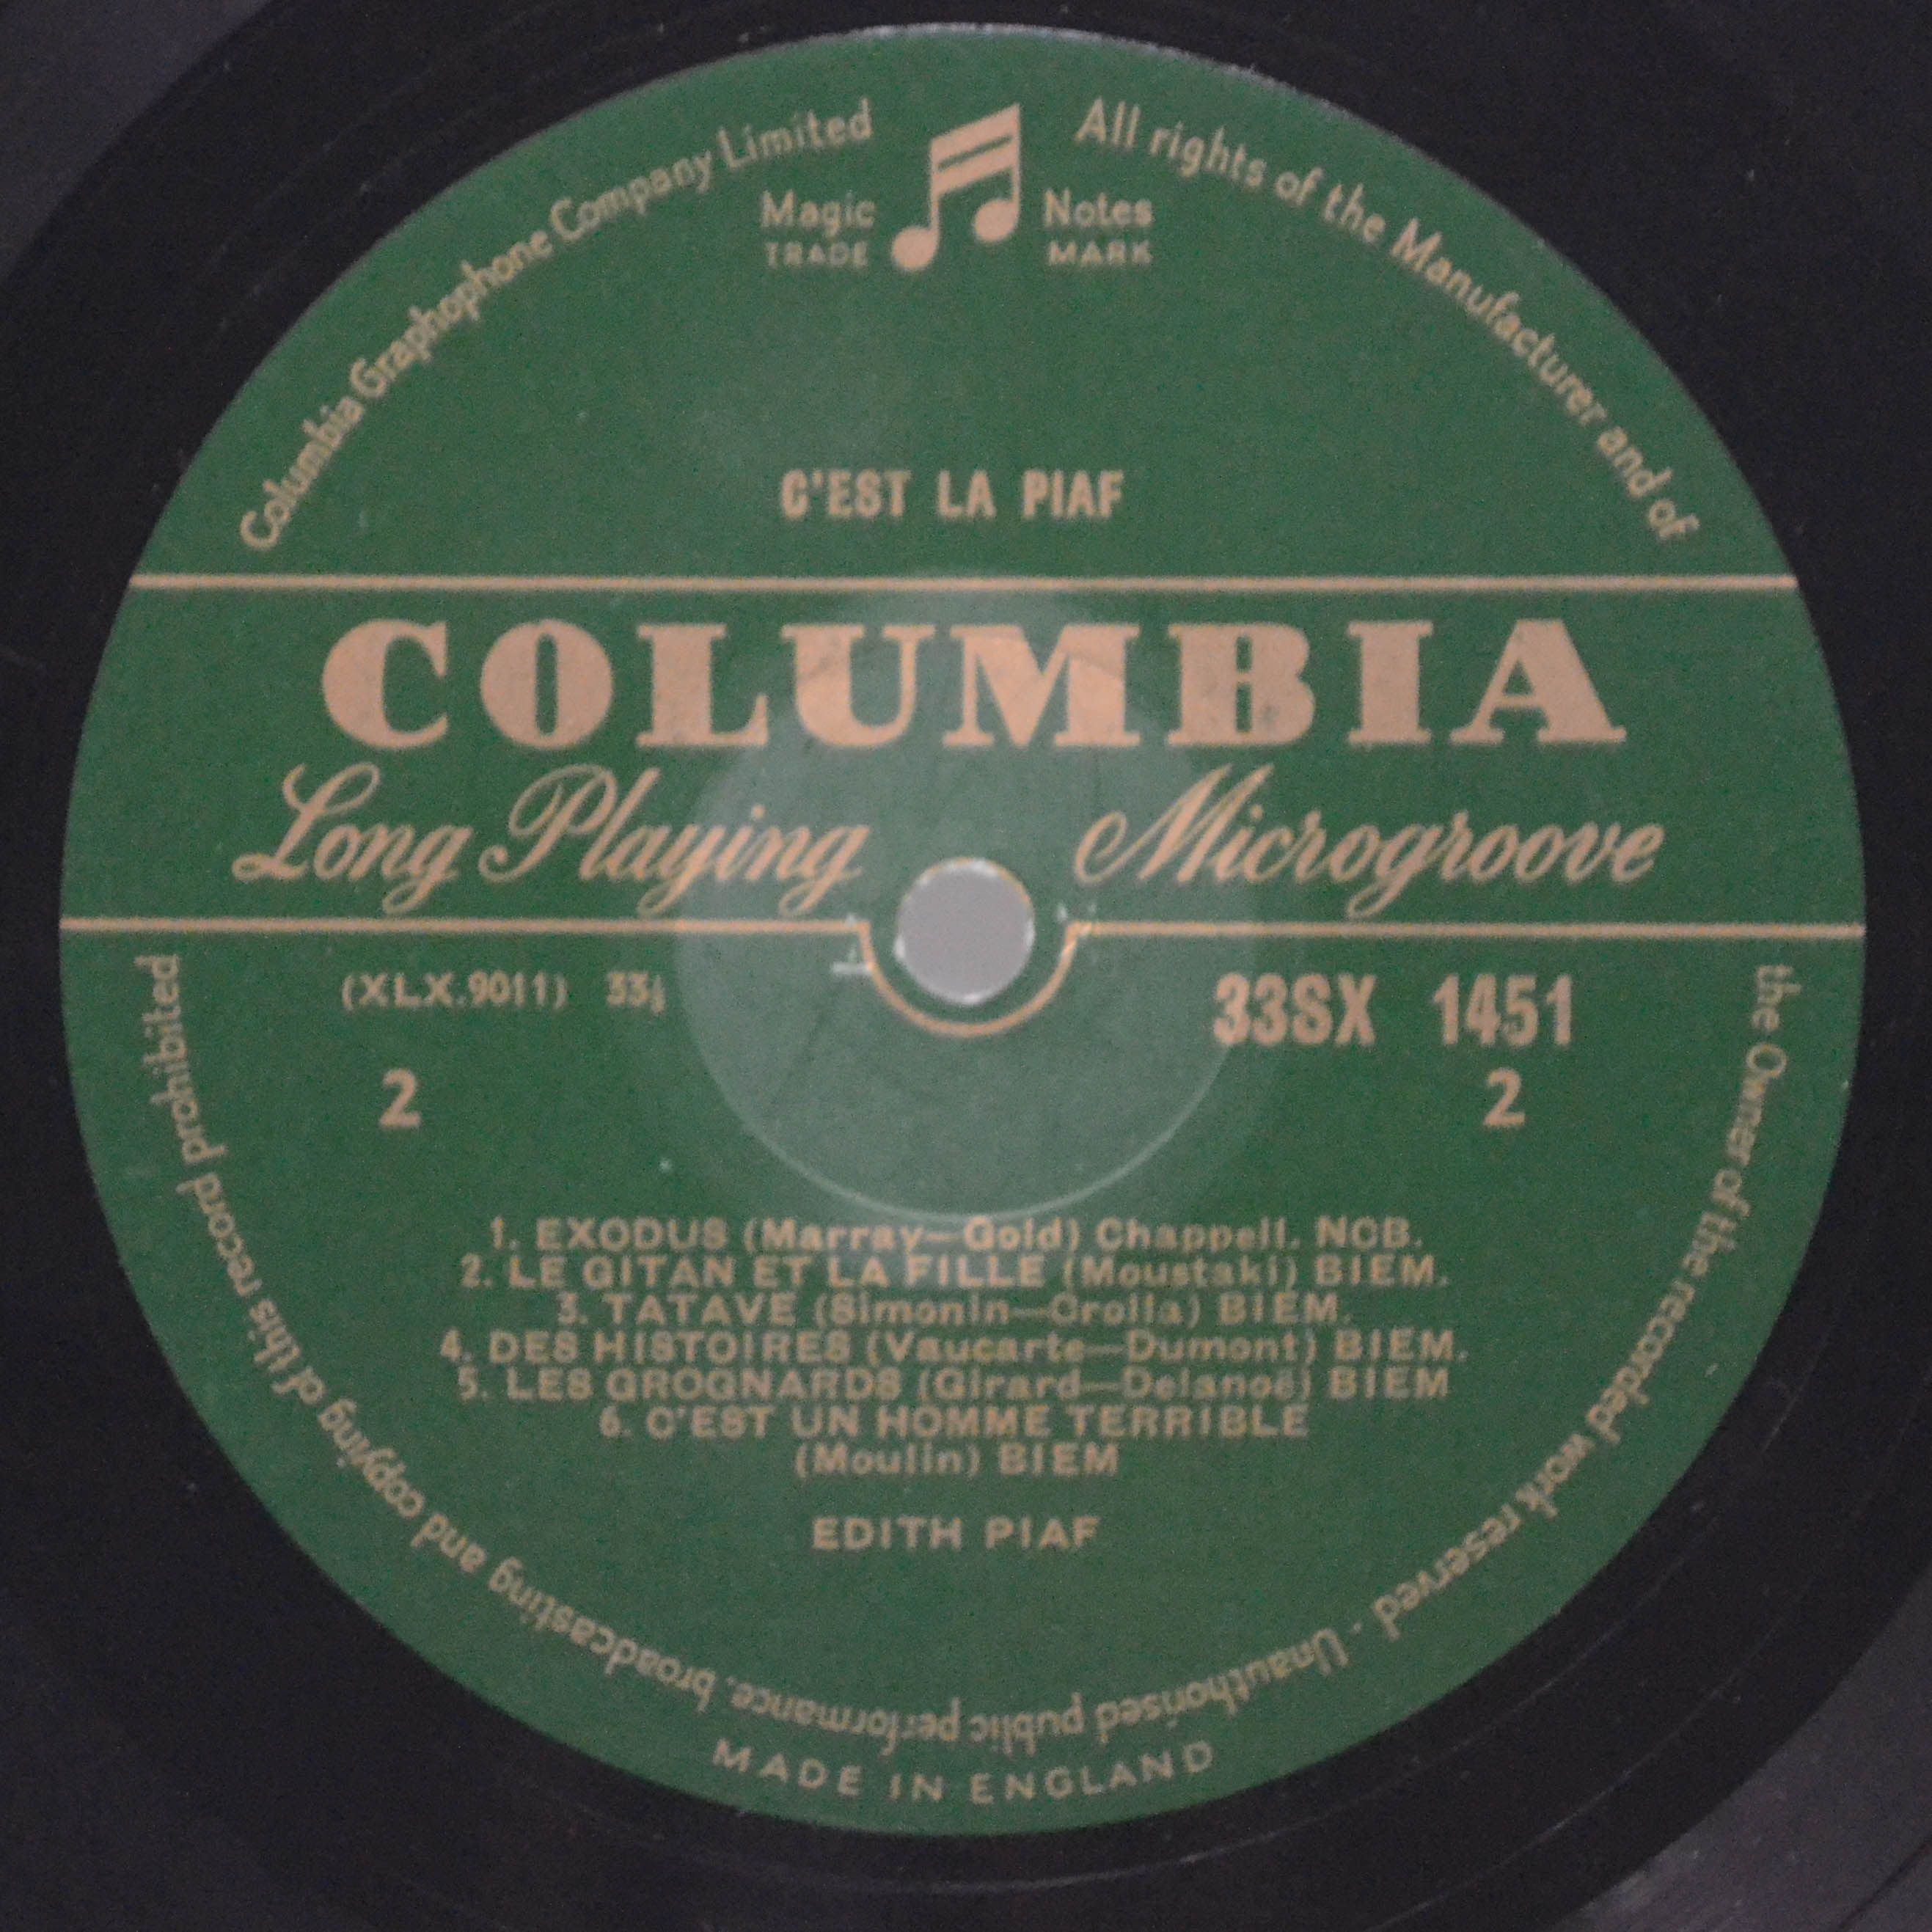 Columbia Graphophone Company Limited
All rights of the Manufacturer and of
the Owner of the recorded work reserved · Unauthorised public performance, broadcasting and copying of this record prohibited
Magic Notes
TRADE MARK
C'EST LA PIAF
COLUMBIA
Long Playing Microgroove
(XLX.9011) 33⅓
33SX 1451
2 2
1. EXODUS (Marray—Gold) Chappell. NCB.
2. LE GITAN ET LA FILLE (Moustaki) BIEM.
3. TATAVE (Simonin—Crolla) BIEM.
4. DES HISTOIRES (Vaucarte—Dumont) BIEM.
5. LES GROGNARDS (Girard—Delanoë) BIEM
6. C'EST UN HOMME TERRIBLE
(Moulin) BIEM
EDITH PIAF
MADE IN ENGLAND